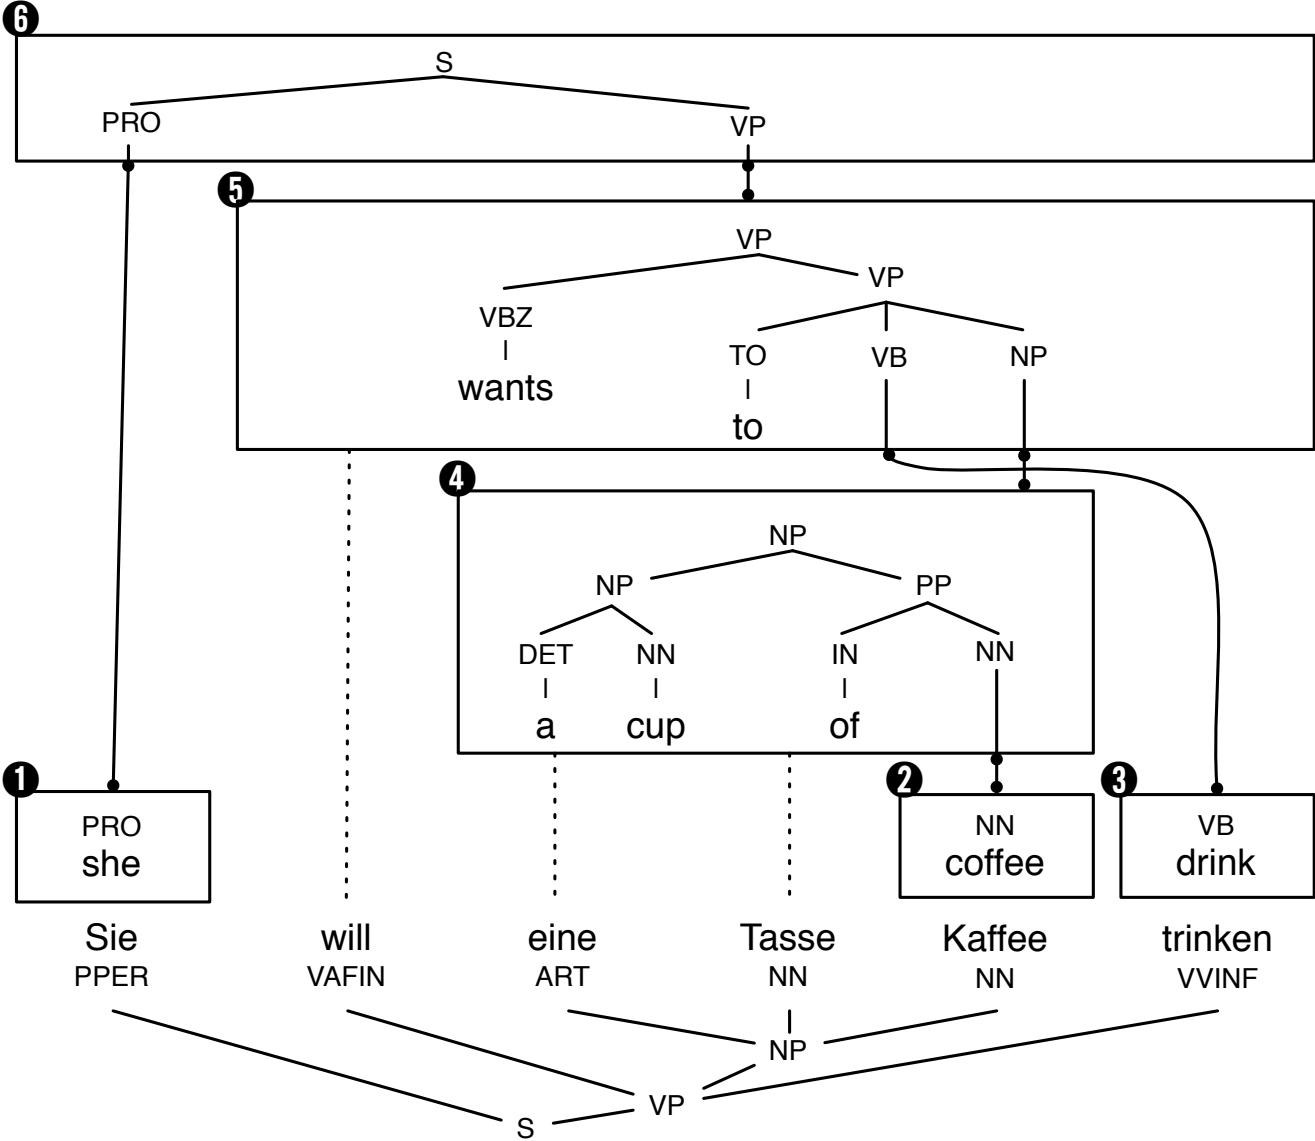 6
S
PRO VP
5
VP
VP
VBZ
TO VB NP
wants
to
4
NP
NP PP
DET NN IN NN
a cup of
1 2 3
PRO NN VB
she coffee drink
Sie will eine Tasse Kaffee trinken
PPER VAFIN ART NN NN VVINF
NP
VP
S